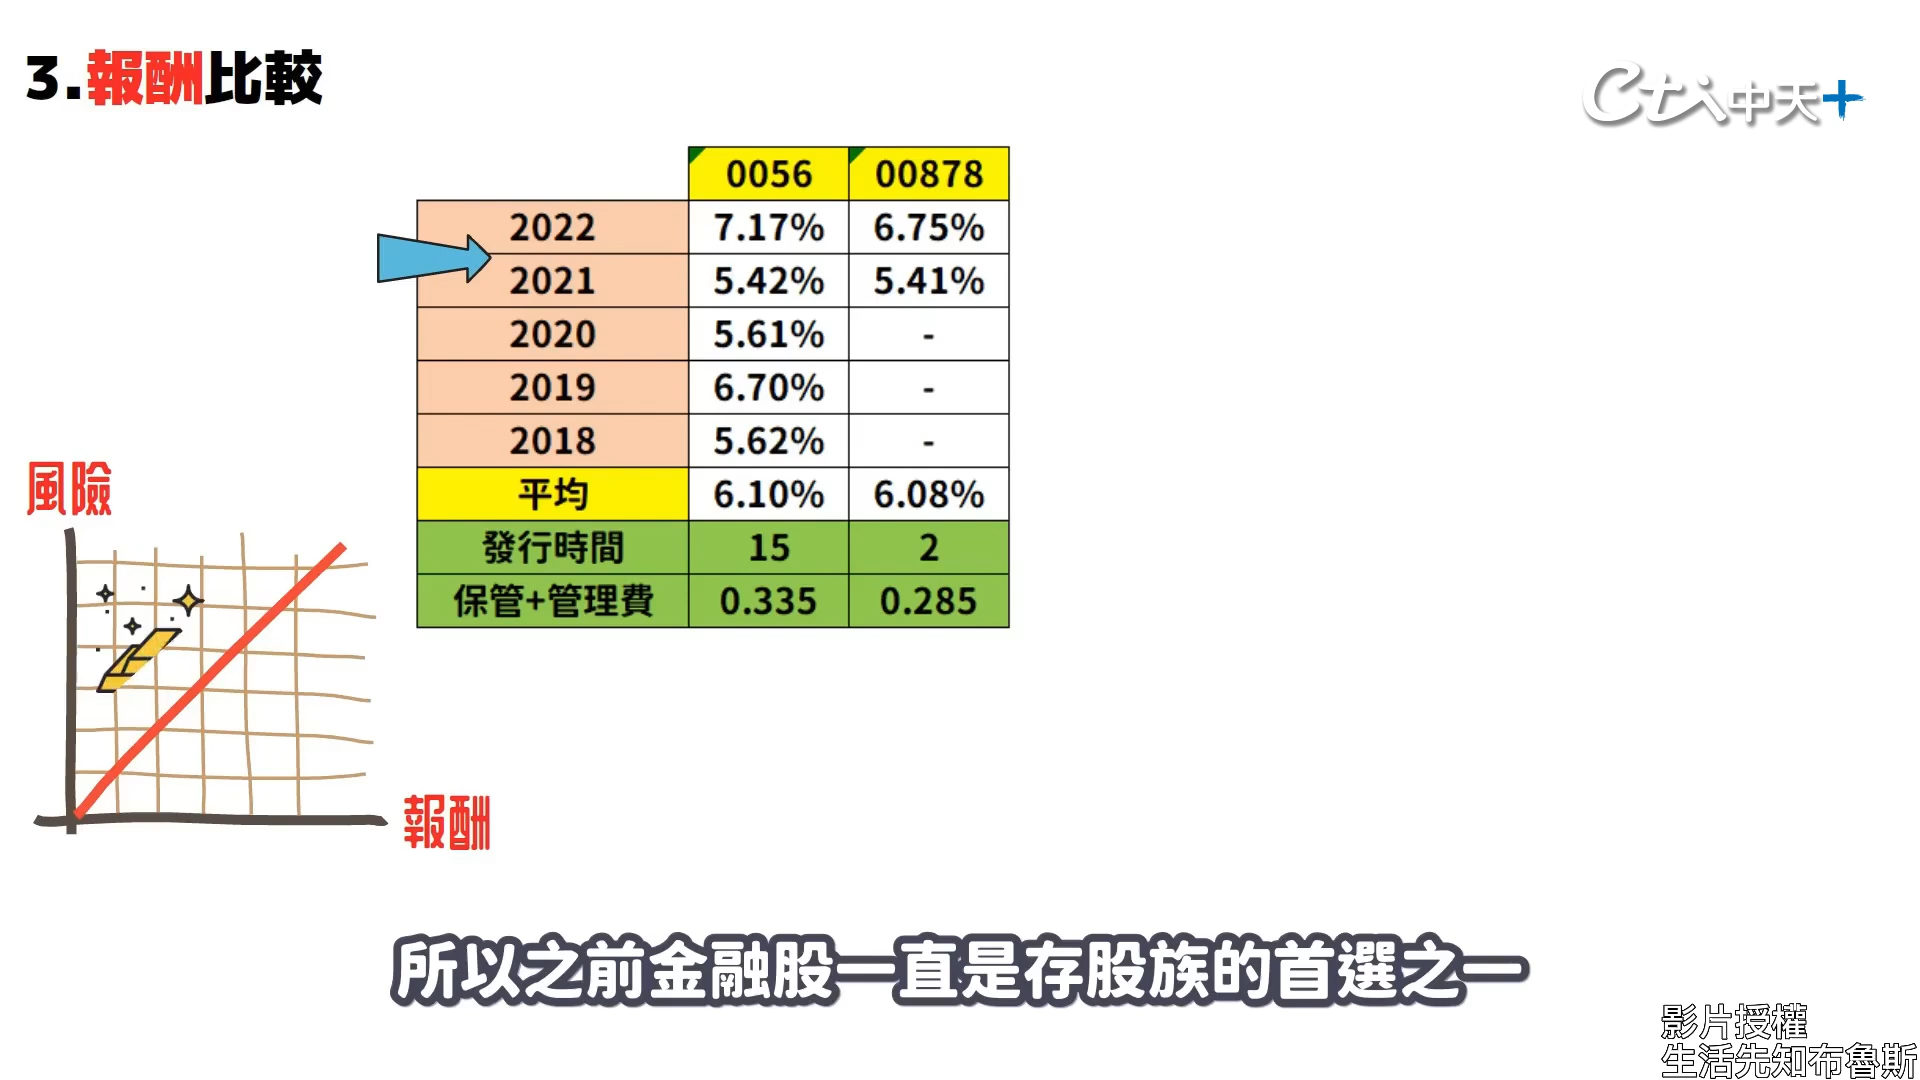 3.報酬比較
Cti中天+
0056 00878
2022 7.17% 6.75%
2021 5.42% 5.41%
2020 5.61% -
2019 6.70% -
2018 5.62% -
平均 6.10% 6.08%
發行時間 15 2
保管+管理費 0.335 0.285
風險
報酬
所以之前金融股一直是存股族的首選之一
影片授權
生活先知布魯斯